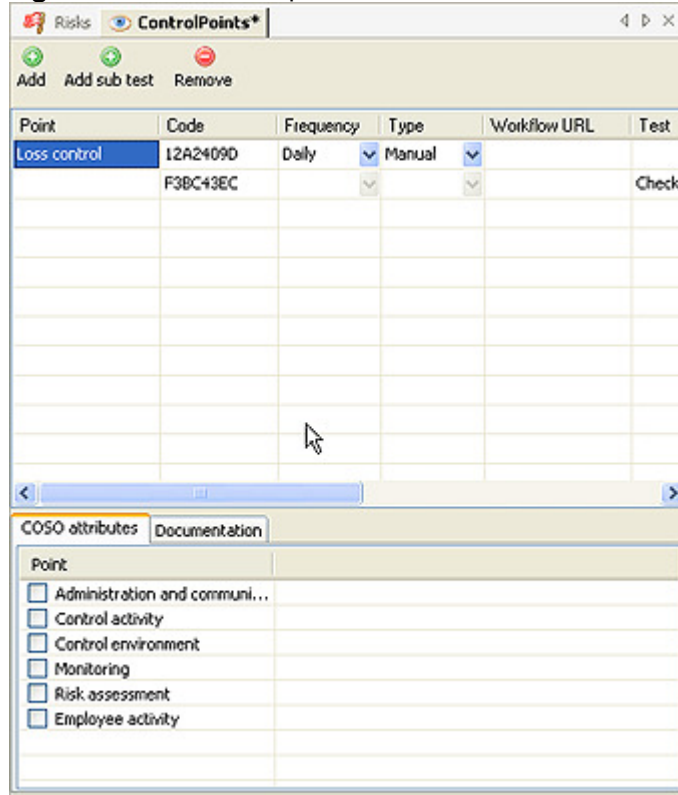 Risks ControlPoints*
Add Add sub test Remove
Point Code Frequency Type Workflow URL Test
Loss control 12A2409D Daily Manual
F3BC43EC Check
COSO attributes Documentation
Point
Administration and communi...
Control activity
Control environment
Monitoring
Risk assessment
Employee activity